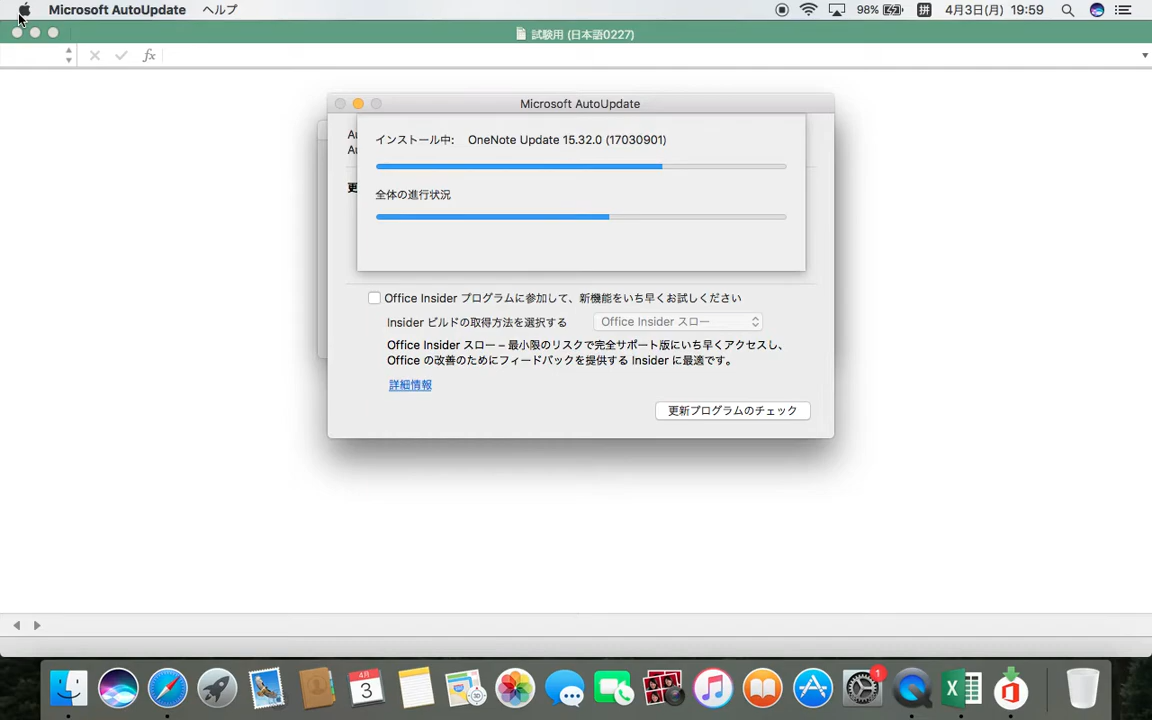 Microsoft AutoUpdate ヘルプ 98% 拼 4月3日(月) 19:59
試験用 (日本語0227)
fx
Microsoft AutoUpdate
Au
Au
更
インストール中: OneNote Update 15.32.0 (17030901)
全体の進行状況
Office Insider プログラムに参加して、新機能をいち早くお試しください
Insider ビルドの取得方法を選択する Office Insider スロー
Office Insider スロー – 最小限のリスクで完全サポート版にいち早くアクセスし、
Office の改善のためにフィードバックを提供する Insider に最適です。
詳細情報
更新プログラムのチェック
4月
3
1